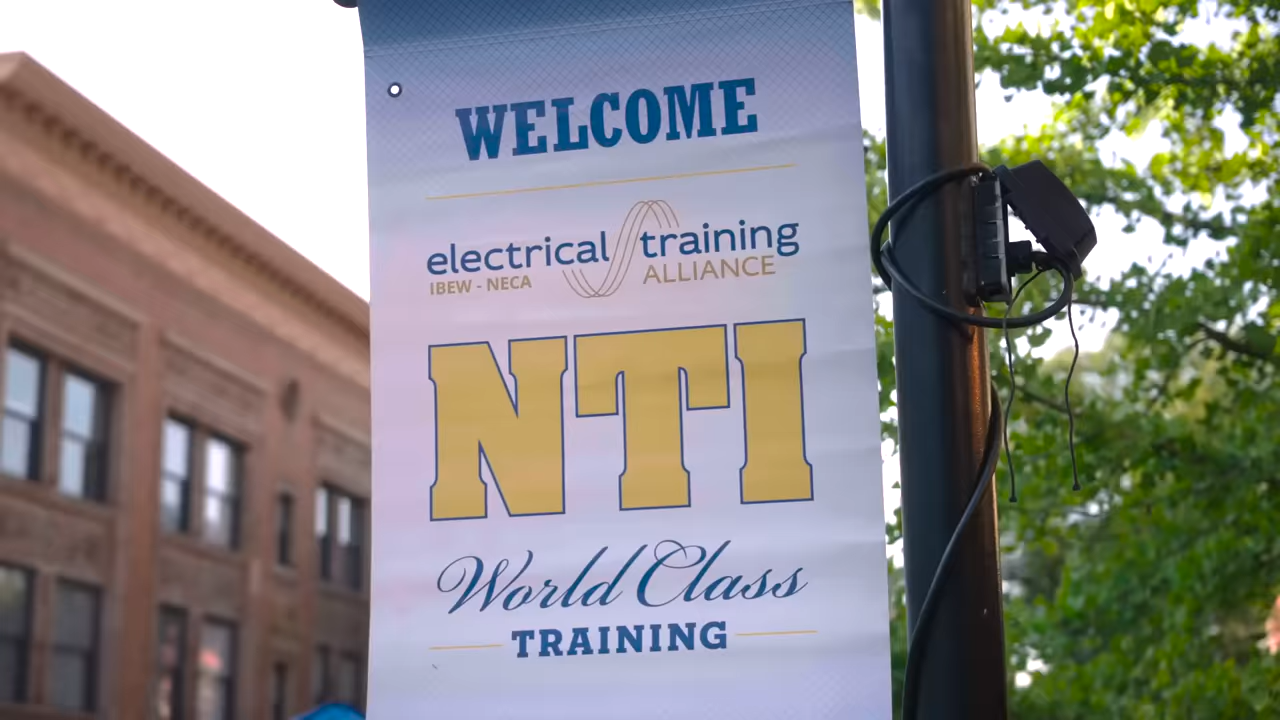 WELCOME
electrical training
IBEW - NECA ALLIANCE
NTI
World Class
TRAINING